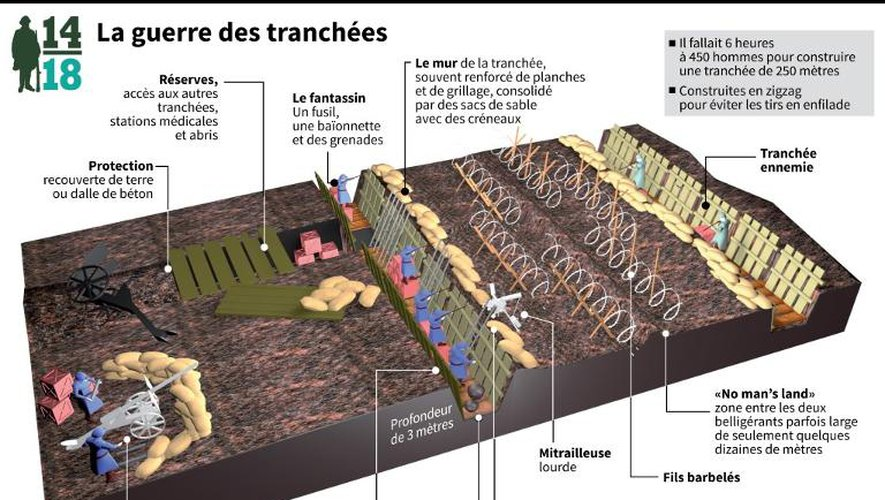 14
18
La guerre des tranchées
■ Il fallait 6 heures
à 450 hommes pour construire
une tranchée de 250 mètres
■ Construites en zigzag
pour éviter les tirs en enfilade
Réserves,
accès aux autres
tranchées,
stations médicales
et abris
Le fantassin
Un fusil,
une baïonnette
et des grenades
Le mur de la tranchée,
souvent renforcé de planches
et de grillage, consolidé
par des sacs de sable
avec des créneaux
Protection
recouverte de terre
ou dalle de béton
Tranchée
ennemie
Profondeur
de 3 mètres
Mitrailleuse
lourde
«No man's land»
zone entre les deux
belligérants parfois large
de seulement quelques
dizaines de mètres
Fils barbelés